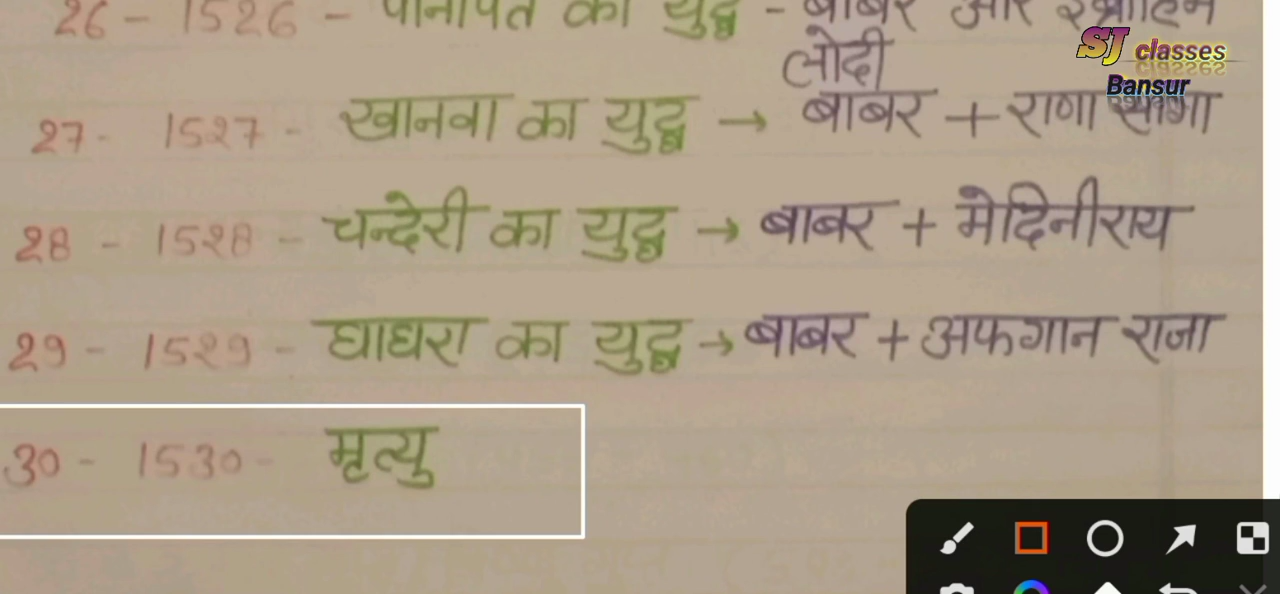 26 - 1526 - पानीपत का युद्ध - बाबर और इब्राहिम
लोदी
27- 1527 - खानवा का युद्ध → बाबर + राणा सांगा
28 - 1528 - चन्देरी का युद्ध → बाबर + मेदिनीराय
29 - 1529 - घाघरा का युद्ध → बाबर + अफगान राजा
30 - 1530 - मृत्यु
SJ classes
Bansur